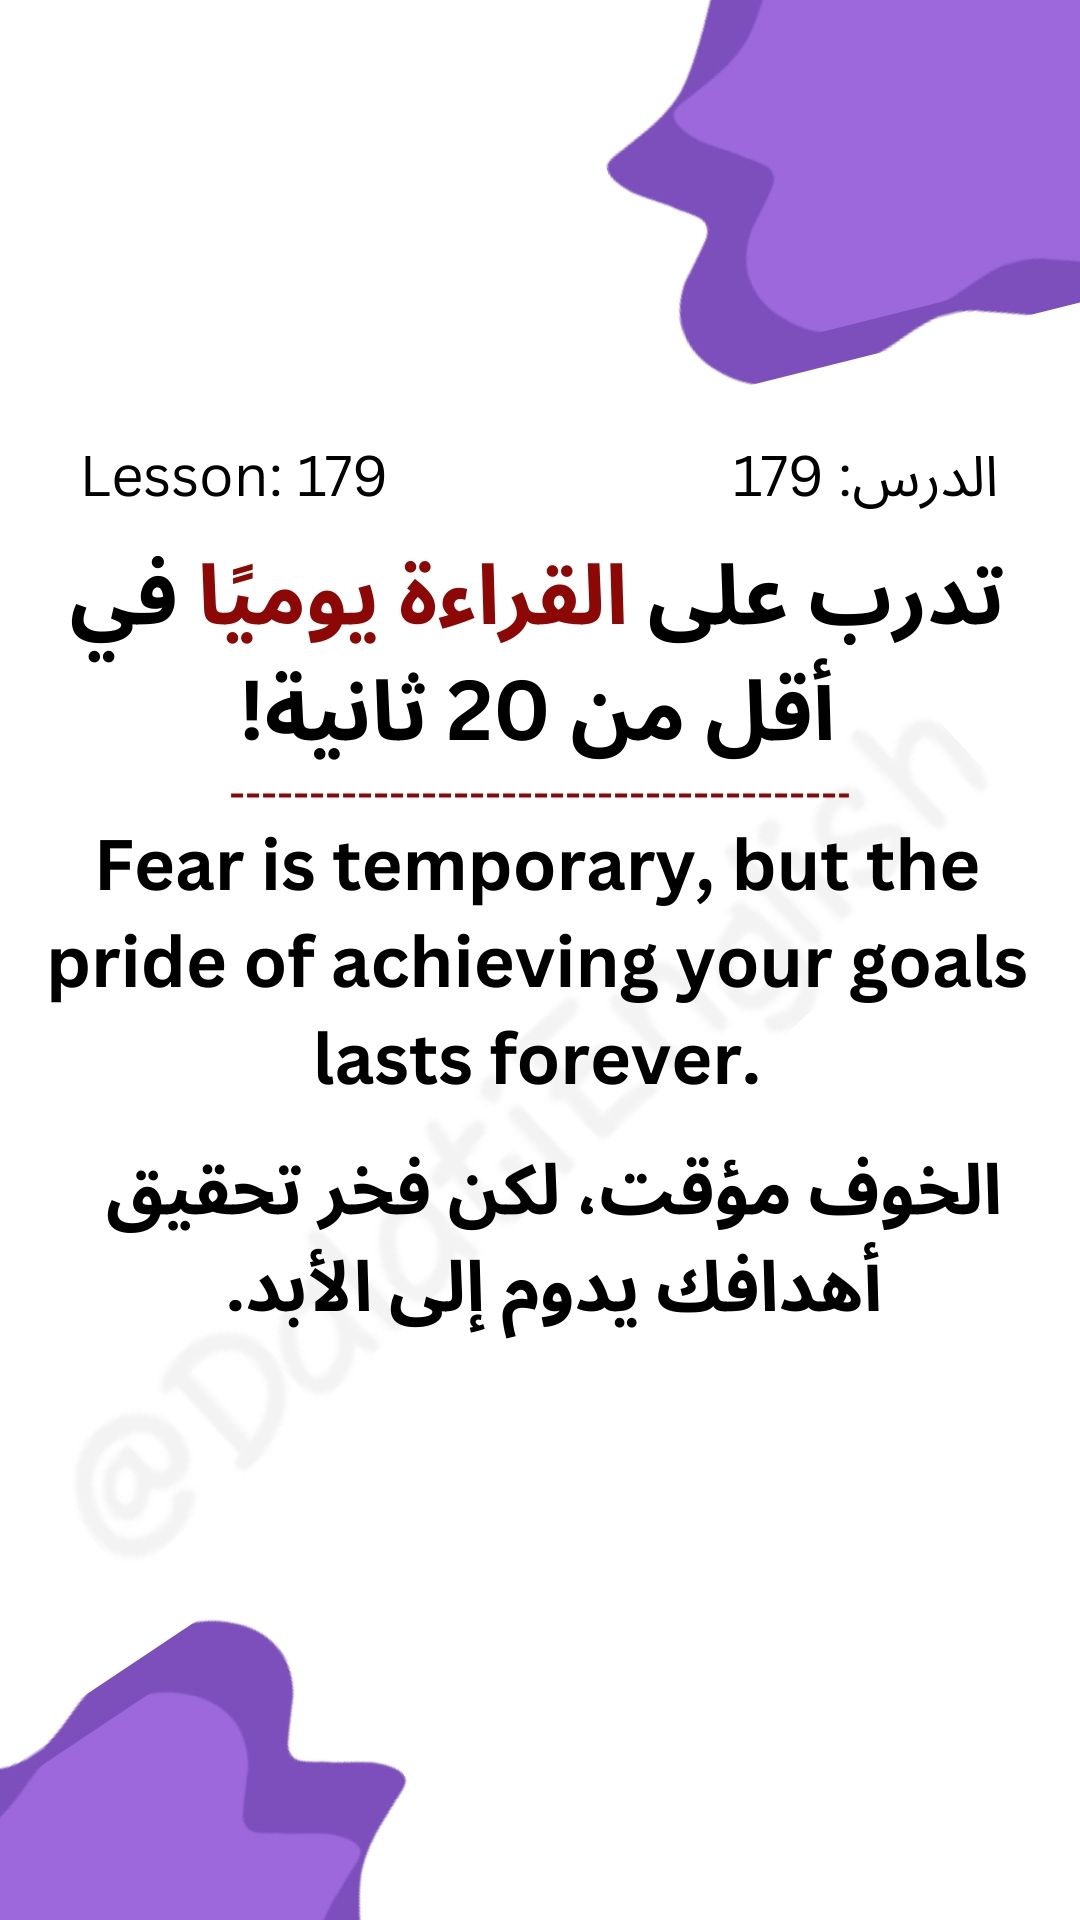 Lesson: 179
الدرس: 179
تدرب على القراءة يوميًا في
أقل من 20 ثانية!
---------------------------------------
Fear is temporary, but the
pride of achieving your goals
lasts forever.
الخوف مؤقت، لكن فخر تحقيق
أهدافك يدوم إلى الأبد.